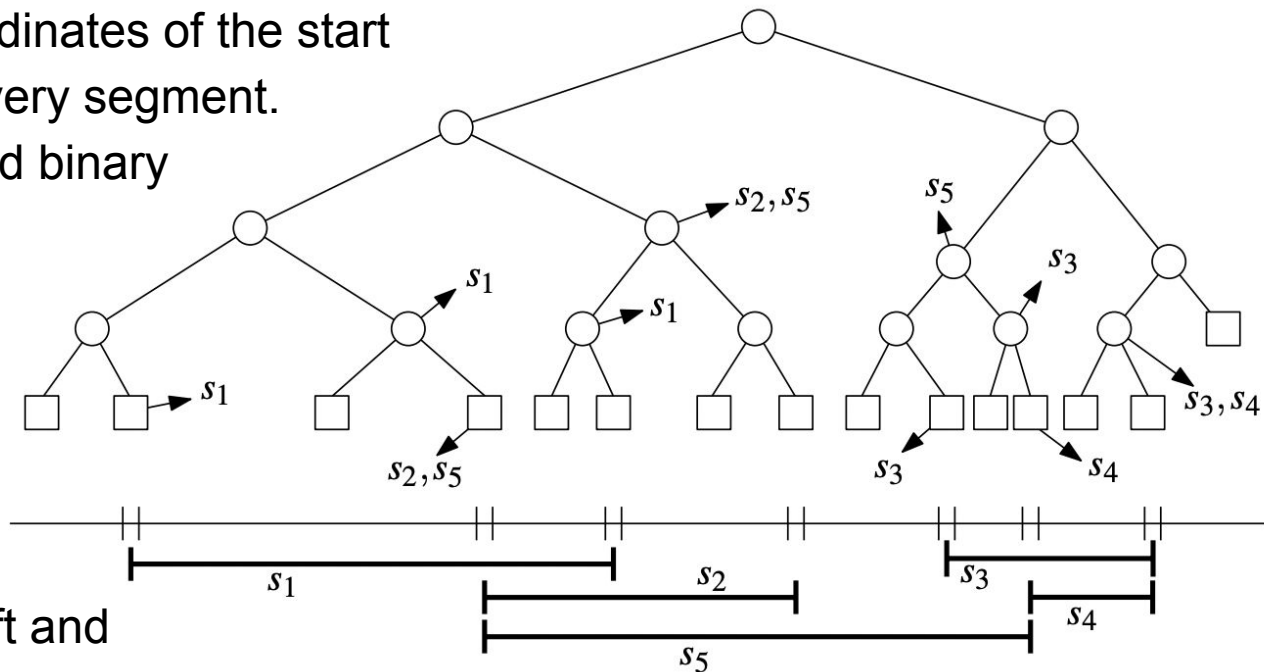 dinates of the start
very segment.
d binary
s2, s5
s5
s3
s1
s1
s1
s3, s4
s2, s5
s3
s4
s1
s2
s3
s4
ft and
s5